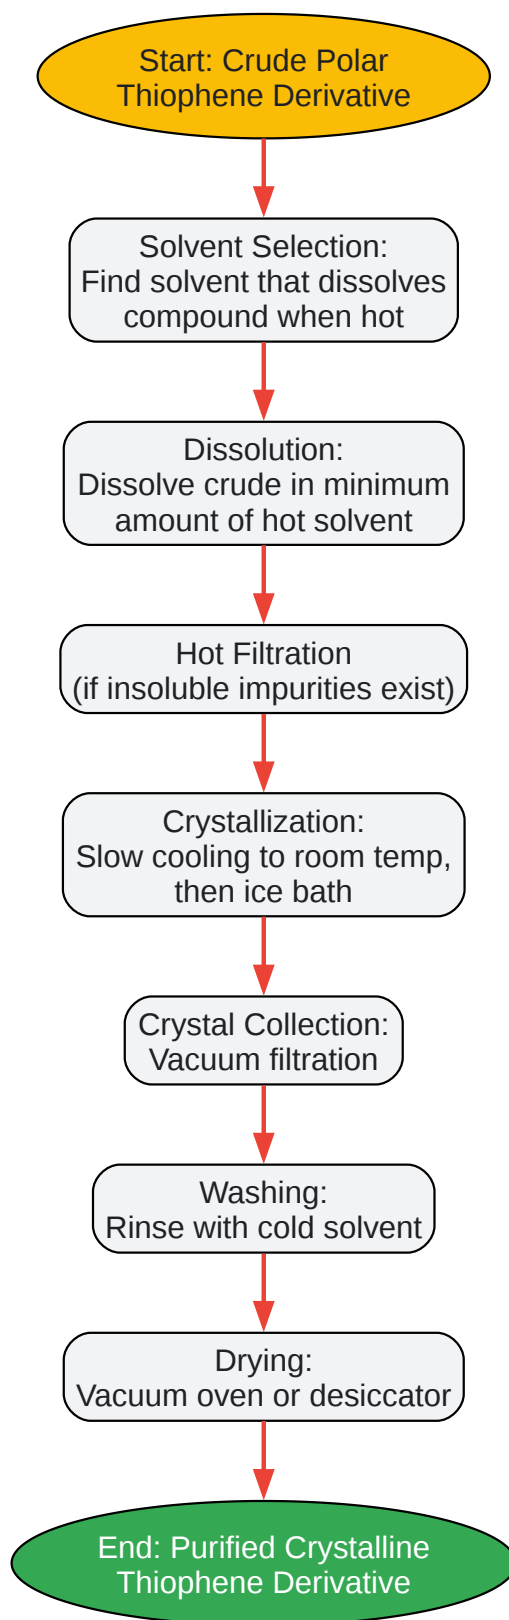 Start: Crude Polar
Thiophene Derivative
Solvent Selection:
Find solvent that dissolves
compound when hot
Dissolution:
Dissolve crude in minimum
amount of hot solvent
Hot Filtration
(if insoluble impurities exist)
Crystallization:
Slow cooling to room temp,
then ice bath
Crystal Collection:
Vacuum filtration
Washing:
Rinse with cold solvent
Drying:
Vacuum oven or desiccator
End: Purified Crystalline
Thiophene Derivative